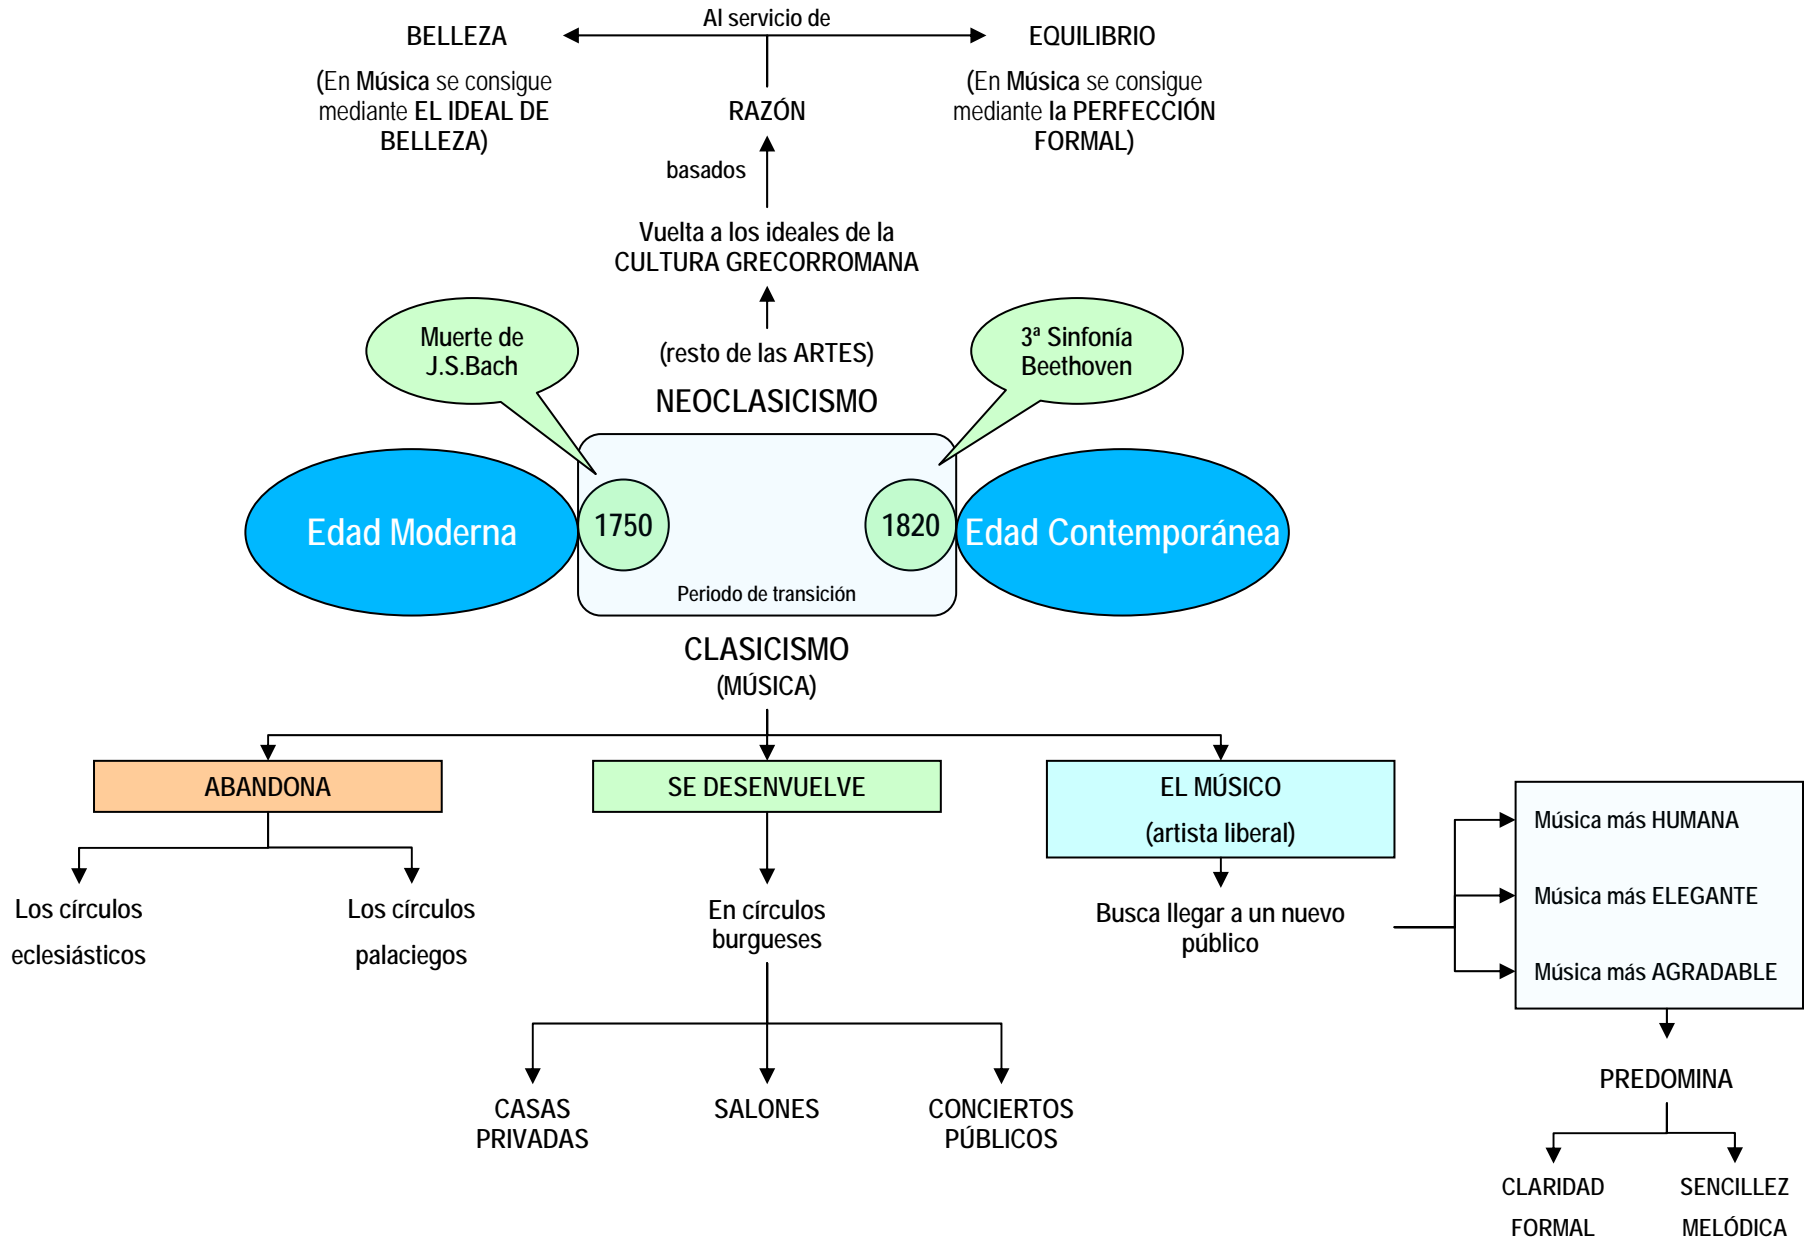 Al servicio de
BELLEZA
EQUILIBRIO
(En Música se consigue
mediante EL IDEAL DE
BELLEZA)
(En Música se consigue
mediante la PERFECCIÓN
FORMAL)
RAZÓN
basados
Vuelta a los ideales de la
CULTURA GRECORROMANA
Muerte de
J.S.Bach
(resto de las ARTES)
3ª Sinfonía
Beethoven
NEOCLASICISMO
Edad Moderna
1750
1820
Edad Contemporánea
Periodo de transición
CLASICISMO
(MÚSICA)
ABANDONA
SE DESENVUELVE
EL MÚSICO
(artista liberal)
Música más HUMANA
Música más ELEGANTE
Música más AGRADABLE
Los círculos
eclesiásticos
Los círculos
palaciegos
En círculos
burgueses
Busca llegar a un nuevo
público
CASAS
PRIVADAS
SALONES
CONCIERTOS
PÚBLICOS
PREDOMINA
CLARIDAD
FORMAL
SENCILLEZ
MELÓDICA